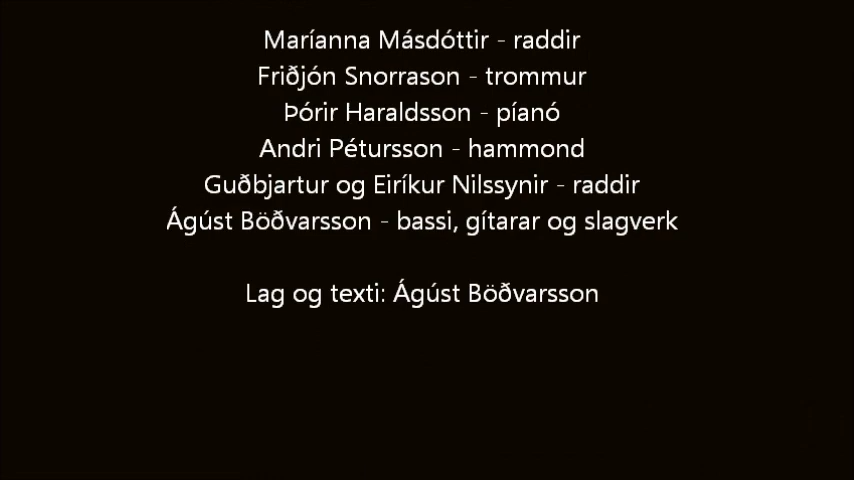 Maríanna Másdóttir - raddir
Friðjón Snorrason - trommur
Þórir Haraldsson - píanó
Andri Pétursson - hammond
Guðbjartur og Eiríkur Nilssynir - raddir
Ágúst Böðvarsson - bassi, gítarar og slagverk
Lag og texti: Ágúst Böðvarsson